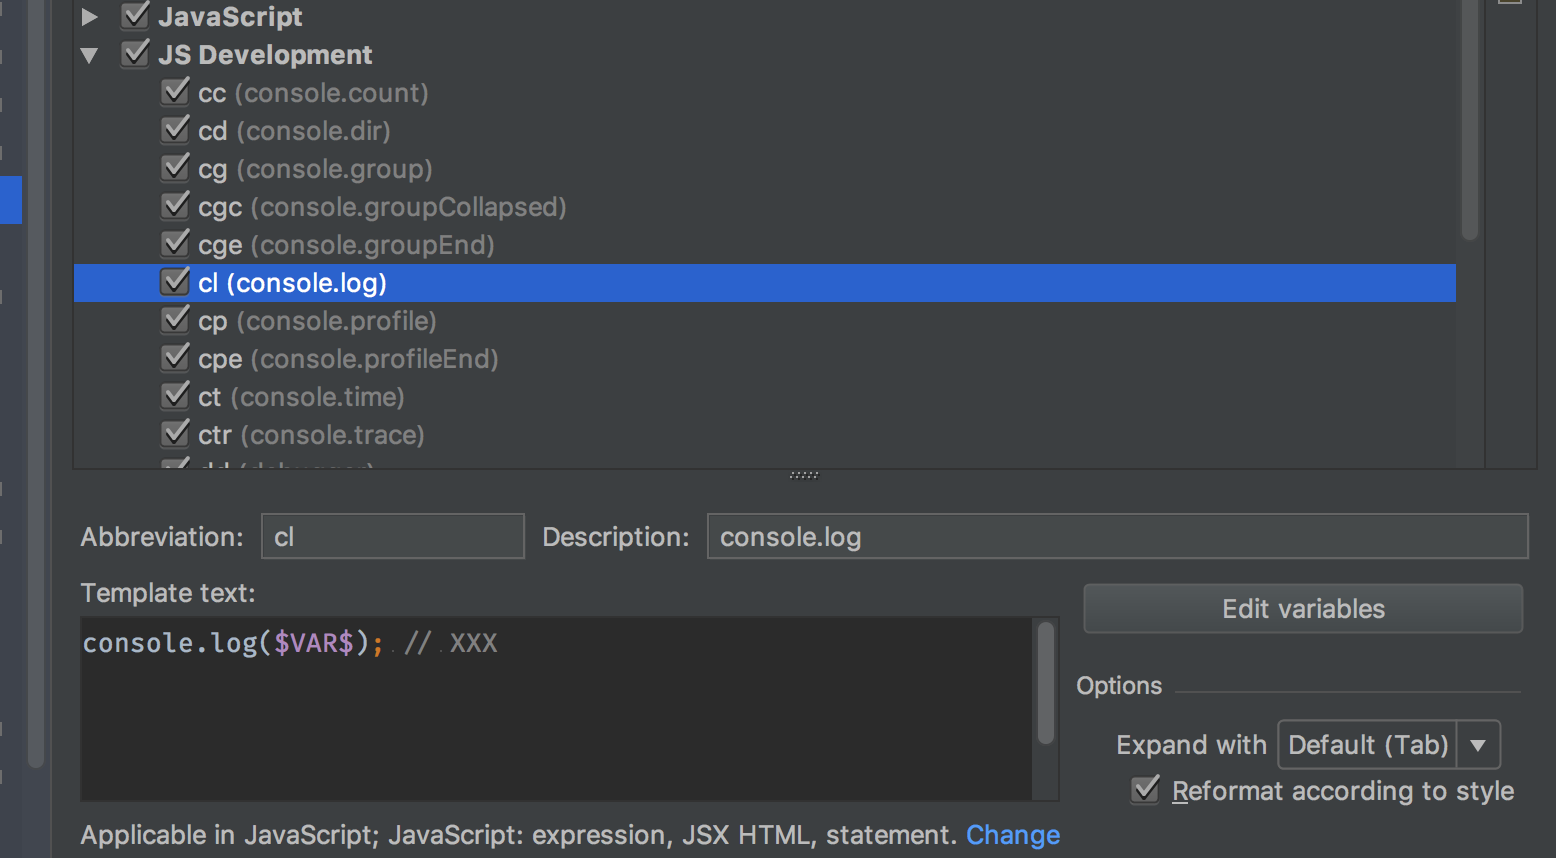 JavaScript
JS Development
cc (console.count)
cd (console.dir)
cg (console.group)
cgc (console.groupCollapsed)
cge (console.groupEnd)
cl (console.log)
cp (console.profile)
cpe (console.profileEnd)
ct (console.time)
ctr (console.trace)
Abbreviation: cl Description: console.log
Template text:
console.log($VAR$); // XXX
Edit variables
Options
Expand with Default (Tab)
Reformat according to style
Applicable in JavaScript; JavaScript: expression, JSX HTML, statement. Change